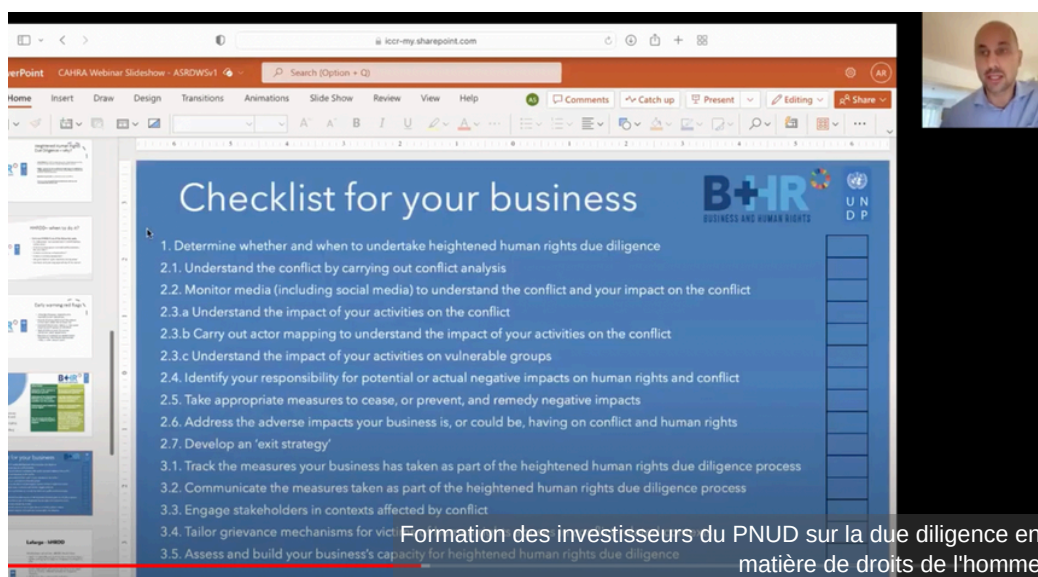 iccr-my.sharepoint.com
werPoint CAHRA Webinar Slideshow - ASRDWSv1 Search (Option + Q) AR
Home Insert Draw Design Transitions Animations Slide Show Review View Help AS Comments Catch up Present Editing Share
Checklist for your business
B+HR
BUSINESS AND HUMAN RIGHTS
U N
D P
1. Determine whether and when to undertake heightened human rights due diligence
2.1. Understand the conflict by carrying out conflict analysis
2.2. Monitor media (including social media) to understand the conflict and your impact on the conflict
2.3.a Understand the impact of your activities on the conflict
2.3.b Carry out actor mapping to understand the impact of your activities on the conflict
2.3.c Understand the impact of your activities on vulnerable groups
2.4. Identify your responsibility for potential or actual negative impacts on human rights and conflict
2.5. Take appropriate measures to cease, or prevent, and remedy negative impacts
2.6. Address the adverse impacts your business is, or could be, having on conflict and human rights
2.7. Develop an 'exit strategy'
3.1. Track the measures your business has taken as part of the heightened human rights due diligence process
3.2. Communicate the measures taken as part of the heightened human rights due diligence process
3.3. Engage stakeholders in contexts affected by conflict
3.4. Tailor grievance mechanisms for
3.5. Assess and build your business's capacity for heightened human rights due diligence
Formation des investisseurs du PNUD sur la due diligence en
matière de droits de l'homme